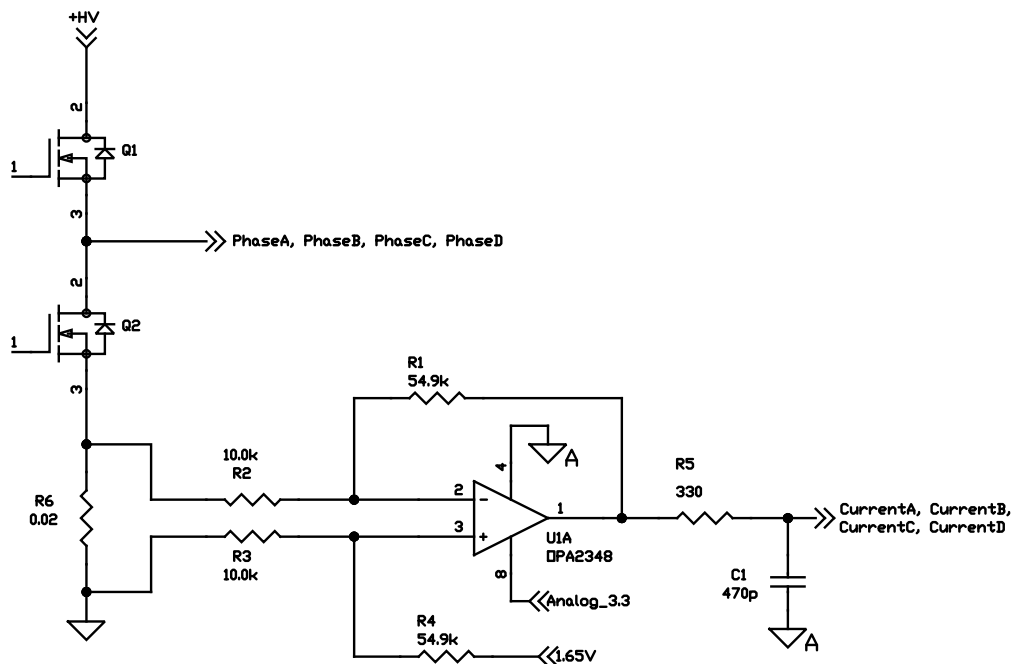 +HV
2
Q1
1
3
PhaseA, PhaseB, PhaseC, PhaseD
2
Q2
1
3
R1
54.9k
10.0k
R2
4
A
R5
330
R6
0.02
2
-
1
3
+
CurrentA, CurrentB,
CurrentC, CurrentD
R3
10.0k
U1A
OPA2348
8
Analog_3.3
C1
470p
R4
54.9k
1.65V
A